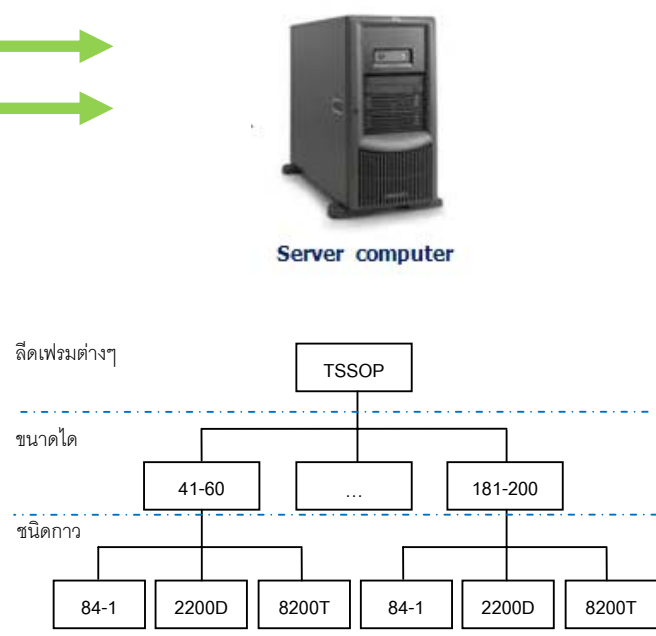 Server computer
ลีดเฟรมต่างๆ
TSSOP
ขนาดได
41-60
...
181-200
ชนิดกาว
84-1
2200D
8200T
84-1
2200D
8200T